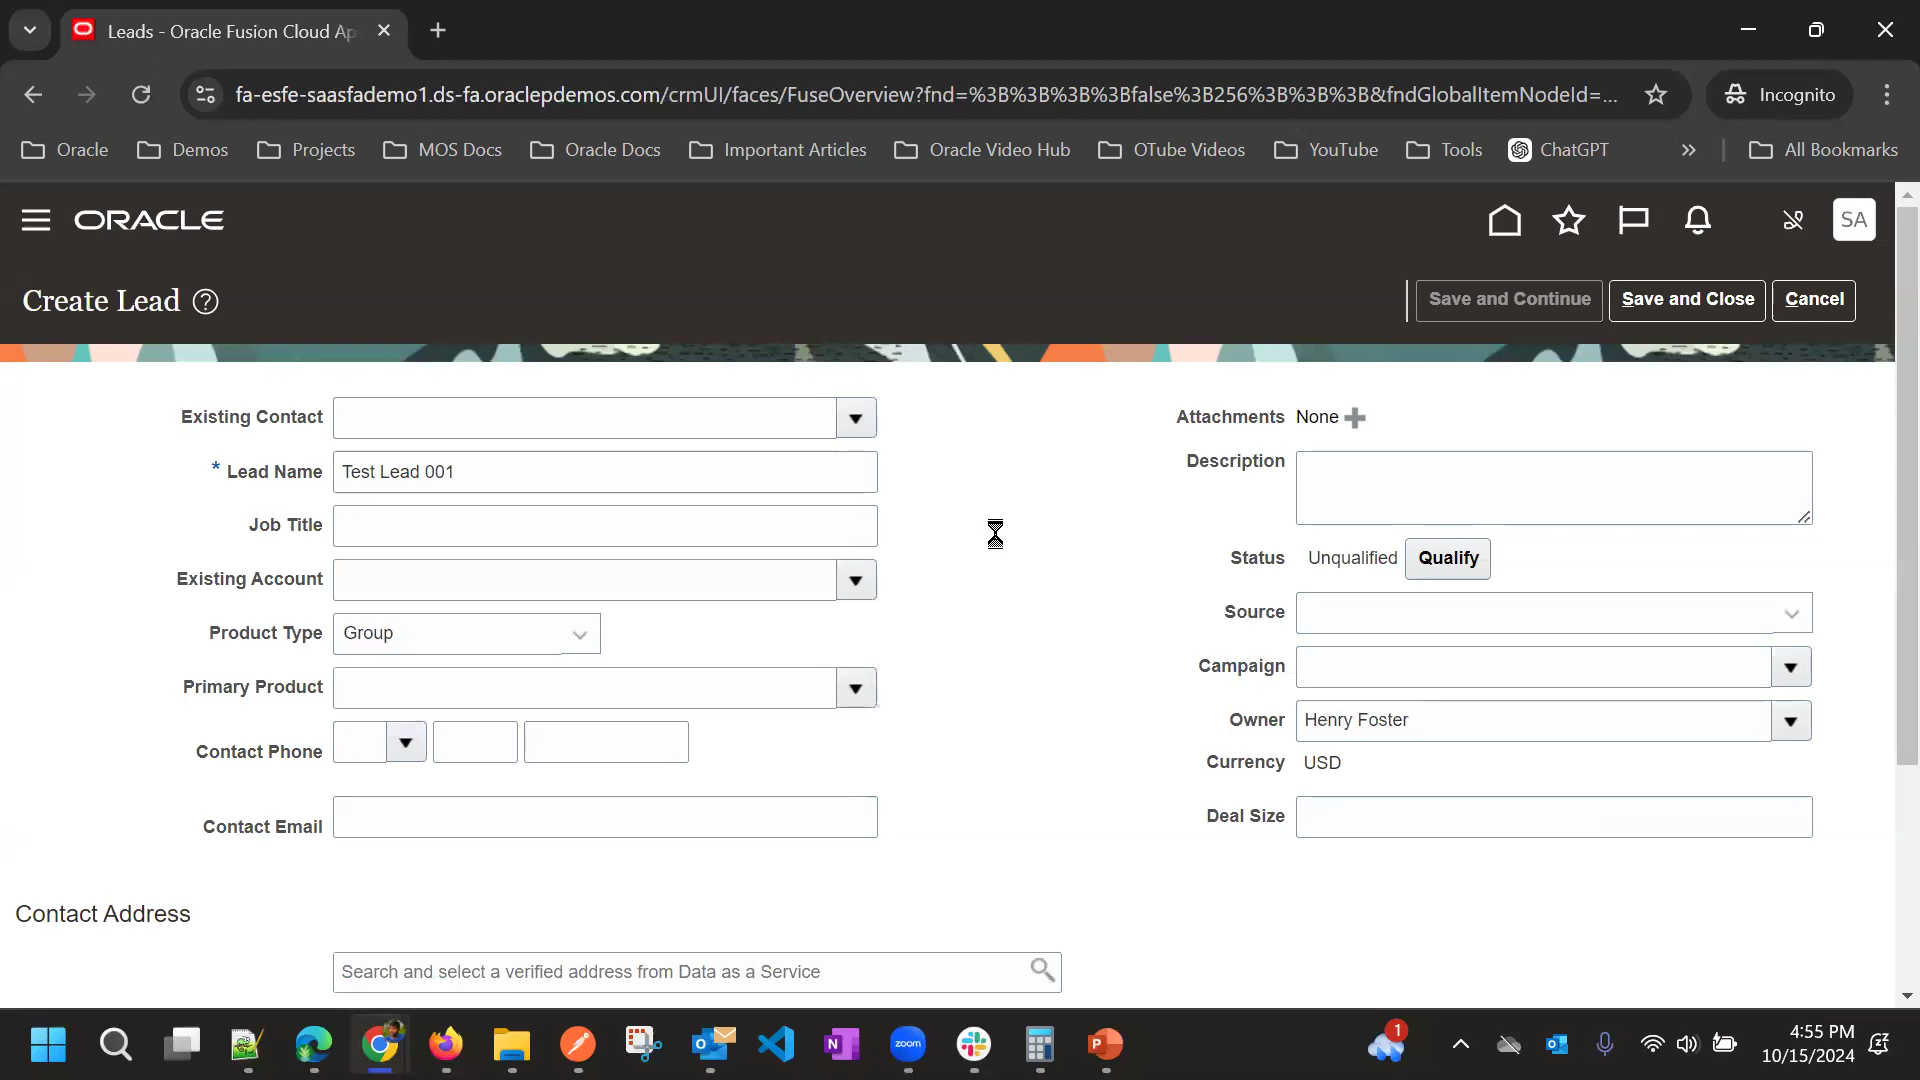 Leads - Oracle Fusion Cloud Ap
fa-esfe-saasfademo1.ds-fa.oraclepdemos.com/crmUI/faces/FuseOverview?fnd=%3B%3B%3B%3Bfalse%3B256%3B%3B%3B&fndGlobalItemNodeId=...
Incognito
Oracle
Demos
Projects
MOS Docs
Oracle Docs
Important Articles
Oracle Video Hub
OTube Videos
YouTube
Tools
ChatGPT
All Bookmarks
ORACLE
SA
Create Lead
Save and Continue
Save and Close
Cancel
Existing Contact
* Lead Name Test Lead 001
Job Title
Existing Account
Product Type Group
Primary Product
Contact Phone
Contact Email
Attachments None
Description
Status Unqualified Qualify
Source
Campaign
Owner Henry Foster
Currency USD
Deal Size
Contact Address
Search and select a verified address from Data as a Service
zoom
1
4:55 PM
10/15/2024